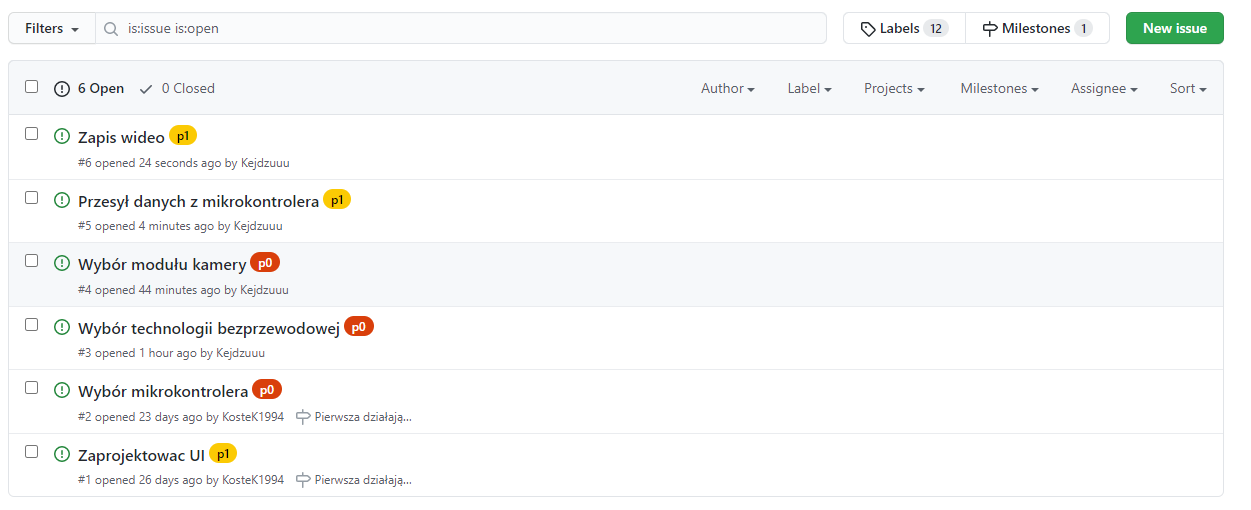 Filters is:issue is:open Labels 12 Milestones 1 New issue
6 Open 0 Closed Author Label Projects Milestones Assignee Sort
Zapis wideo p1
#6 opened 24 seconds ago by Kejdzuuu
Przesył danych z mikrokontrolera p1
#5 opened 4 minutes ago by Kejdzuuu
Wybór modułu kamery p0
#4 opened 44 minutes ago by Kejdzuuu
Wybór technologii bezprzewodowej p0
#3 opened 1 hour ago by Kejdzuuu
Wybór mikrokontrolera p0
#2 opened 23 days ago by KosteK1994 Pierwsza działają...
Zaprojektowac UI p1
#1 opened 26 days ago by KosteK1994 Pierwsza działają...